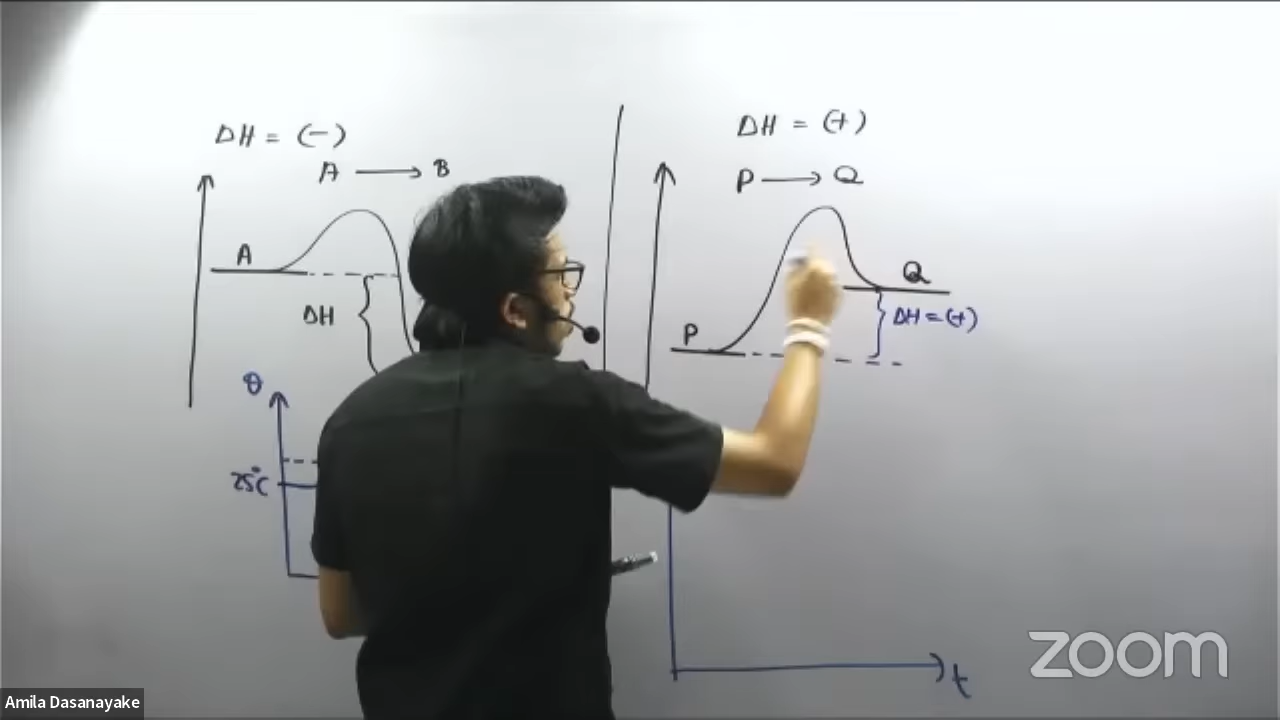 ΔH = (-)
A ⟶ B
A
ΔH
θ
25°C
ΔH = (+)
P ⟶ Q
Q
ΔH = (+)
P
t
zoom
Amila Dasanayake